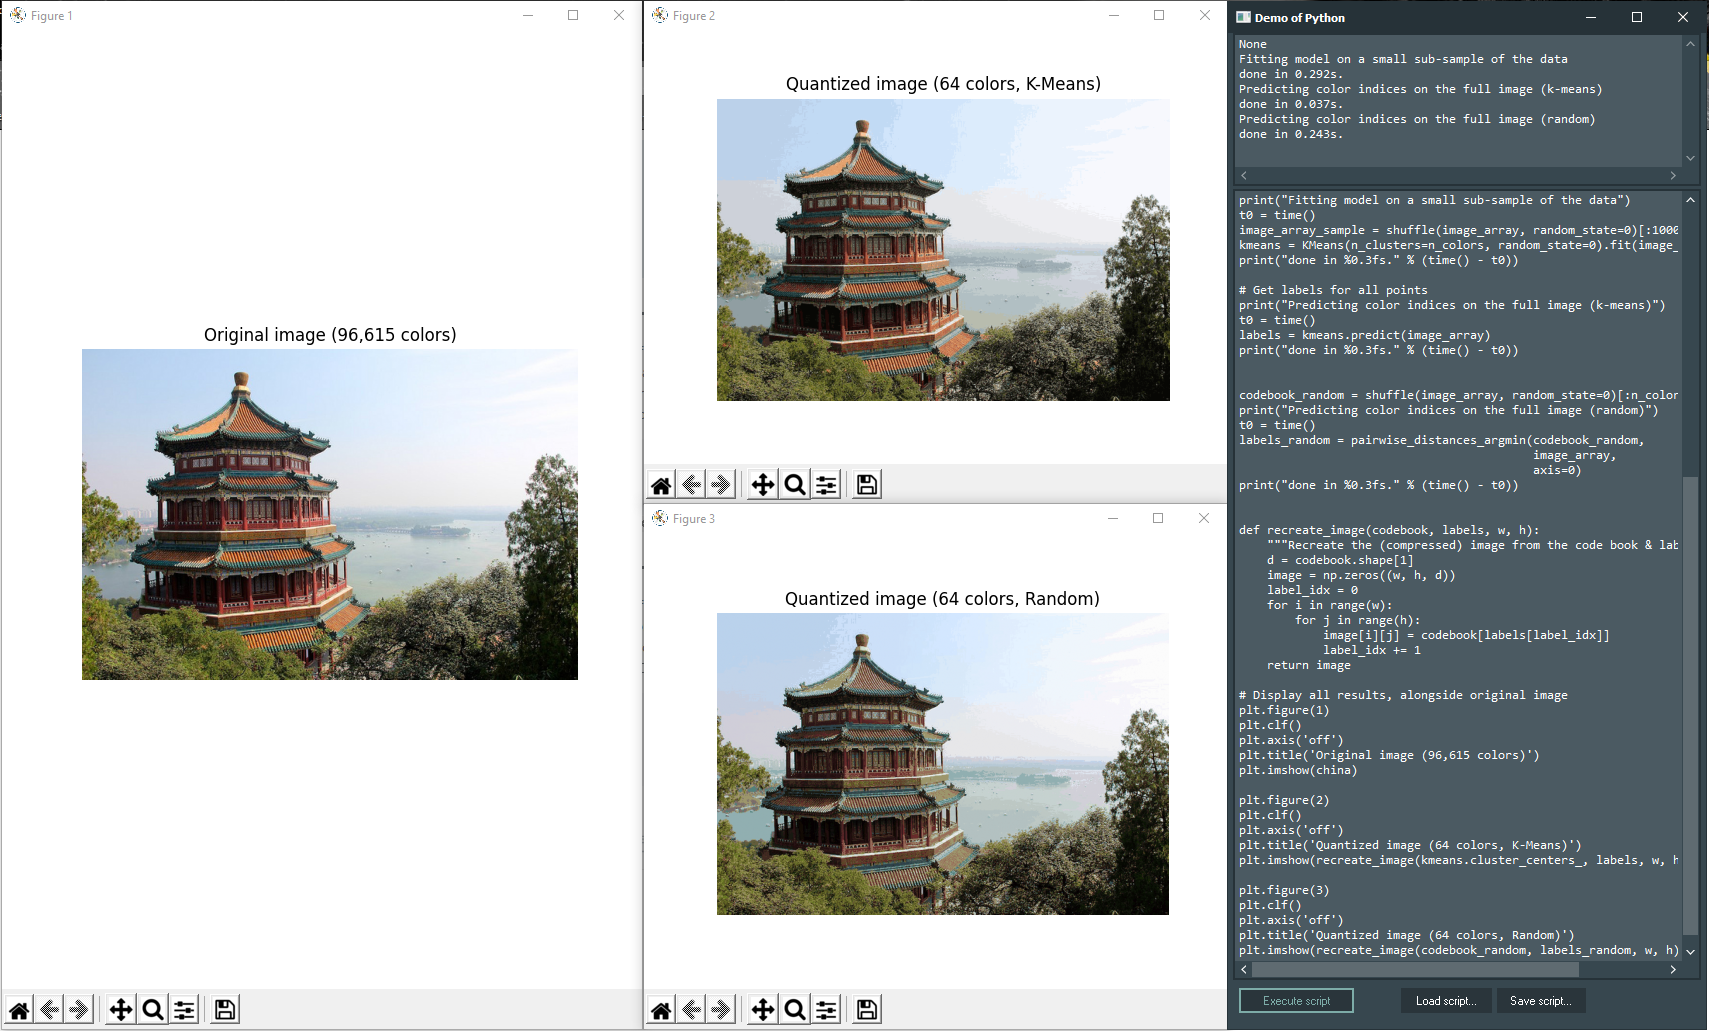 Figure 1
Original image (96,615 colors)
Figure 2
Quantized image (64 colors, K-Means)
Figure 3
Quantized image (64 colors, Random)
Demo of Python
None
Fitting model on a small sub-sample of the data
done in 0.292s.
Predicting color indices on the full image (k-means)
done in 0.037s.
Predicting color indices on the full image (random)
done in 0.243s.
print("Fitting model on a small sub-sample of the data")
t0 = time()
image_array_sample = shuffle(image_array, random_state=0)[:1000
kmeans = KMeans(n_clusters=n_colors, random_state=0).fit(image_
print("done in %0.3fs." % (time() - t0))
# Get labels for all points
print("Predicting color indices on the full image (k-means)")
t0 = time()
labels = kmeans.predict(image_array)
print("done in %0.3fs." % (time() - t0))
codebook_random = shuffle(image_array, random_state=0)[:n_color
print("Predicting color indices on the full image (random)")
t0 = time()
labels_random = pairwise_distances_argmin(codebook_random,
image_array,
axis=0)
print("done in %0.3fs." % (time() - t0))
def recreate_image(codebook, labels, w, h):
"""Recreate the (compressed) image from the code book & lab
d = codebook.shape[1]
image = np.zeros((w, h, d))
label_idx = 0
for i in range(w):
for j in range(h):
image[i][j] = codebook[labels[label_idx]]
label_idx += 1
return image
# Display all results, alongside original image
plt.figure(1)
plt.clf()
plt.axis('off')
plt.title('Original image (96,615 colors)')
plt.imshow(china)
plt.figure(2)
plt.clf()
plt.axis('off')
plt.title('Quantized image (64 colors, K-Means)')
plt.imshow(recreate_image(kmeans.cluster_centers_, labels, w, h
plt.figure(3)
plt.clf()
plt.axis('off')
plt.title('Quantized image (64 colors, Random)')
plt.imshow(recreate_image(codebook_random, labels_random, w, h)
Execute script
Load script...
Save script...